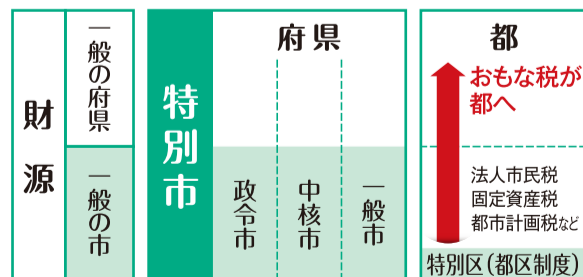 財源
一般の府県
一般の市
特別市
府県
政令市
中核市
一般市
都
おもな税が
都へ
法人市民税
固定資産税
都市計画税など
特別区(都区制度)